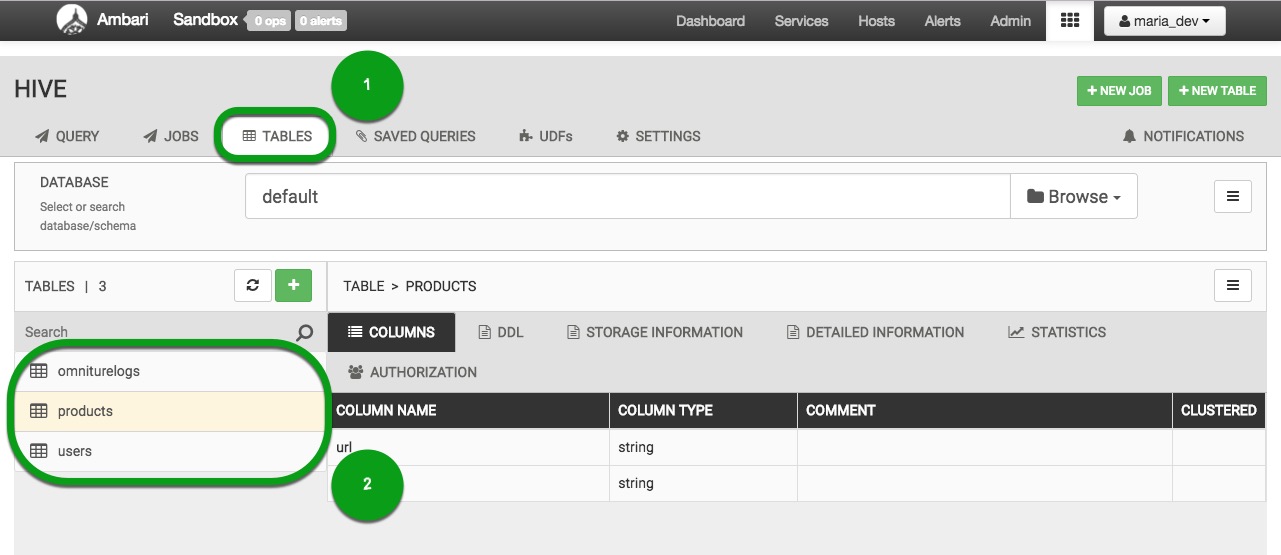 Ambari Sandbox 0 ops 0 alerts Dashboard Services Hosts Alerts Admin maria_dev
1
HIVE
NEW JOB NEW TABLE
QUERY JOBS TABLES SAVED QUERIES UDFs SETTINGS NOTIFICATIONS
DATABASE
Select or search
database/schema
default
Browse
TABLES | 3
TABLE > PRODUCTS
Search
COLUMNS DDL STORAGE INFORMATION DETAILED INFORMATION STATISTICS
AUTHORIZATION
omniturelogs
products
users
COLUMN NAME COLUMN TYPE COMMENT CLUSTERED
url string
string
2